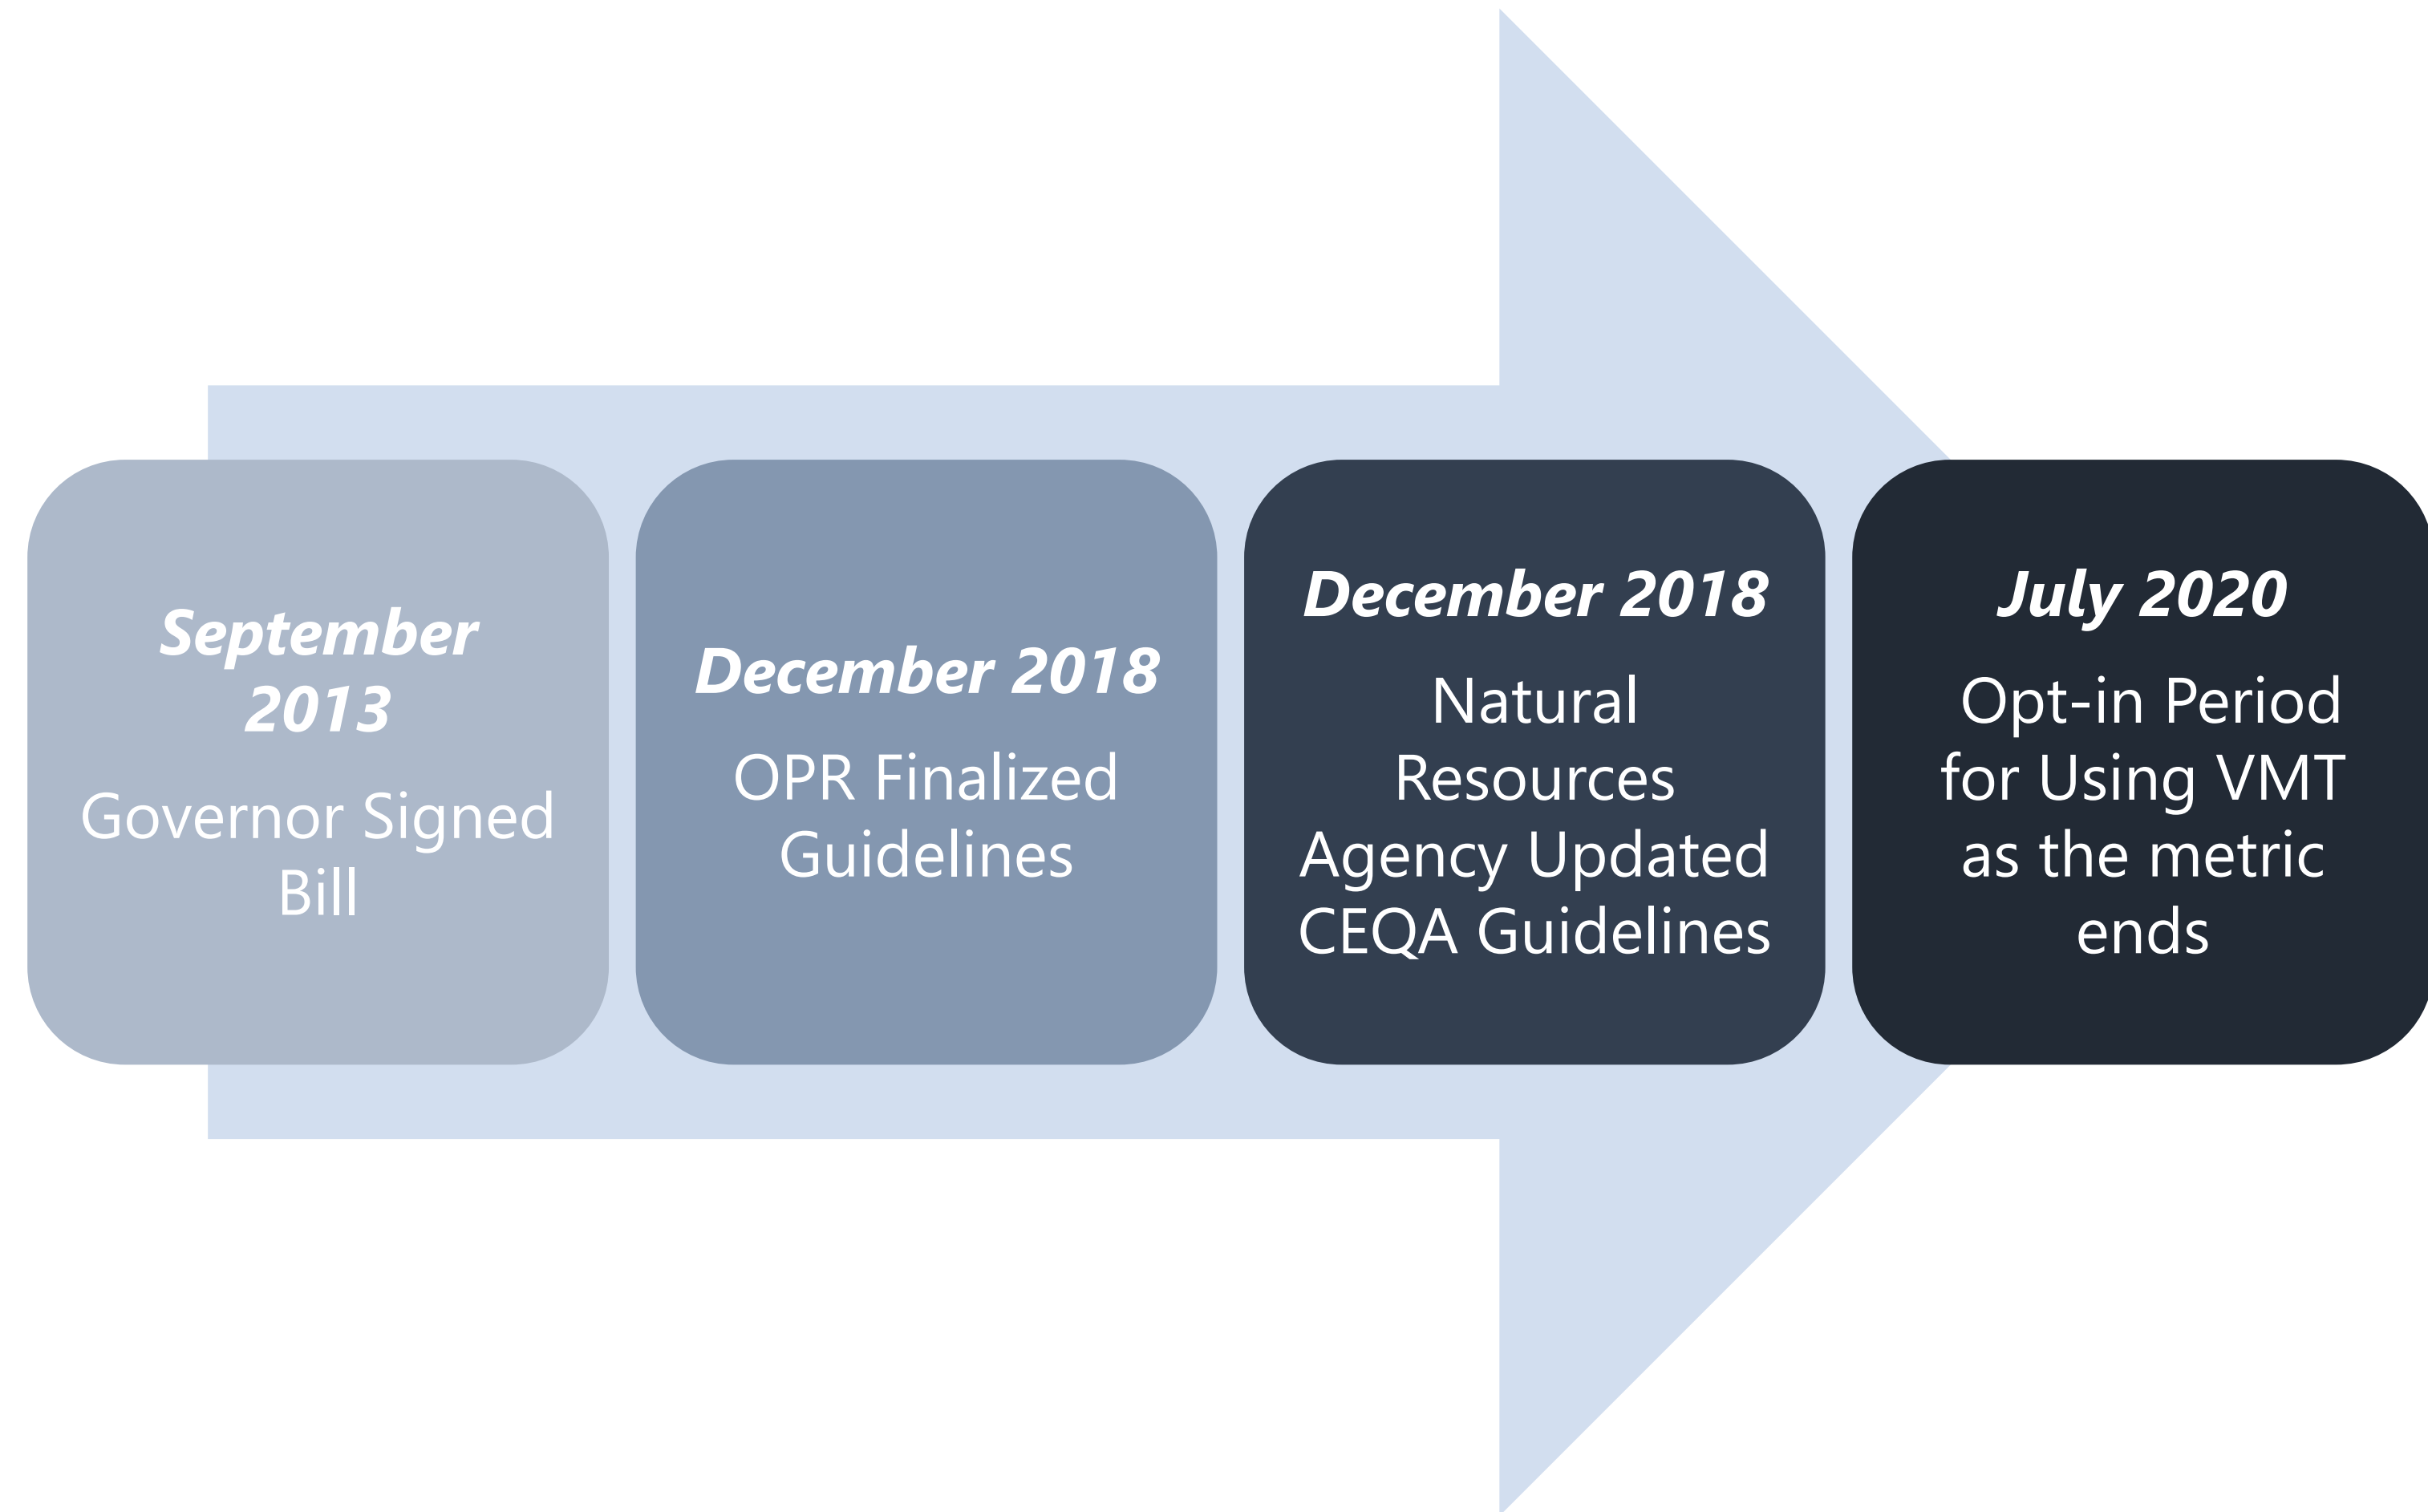 September
2013
Governor Signed
Bill
December 2018
OPR Finalized
Guidelines
December 2018
Natural
Resources
Agency Updated
CEQA Guidelines
July 2020
Opt-in Period
for Using VMT
as the metric
ends